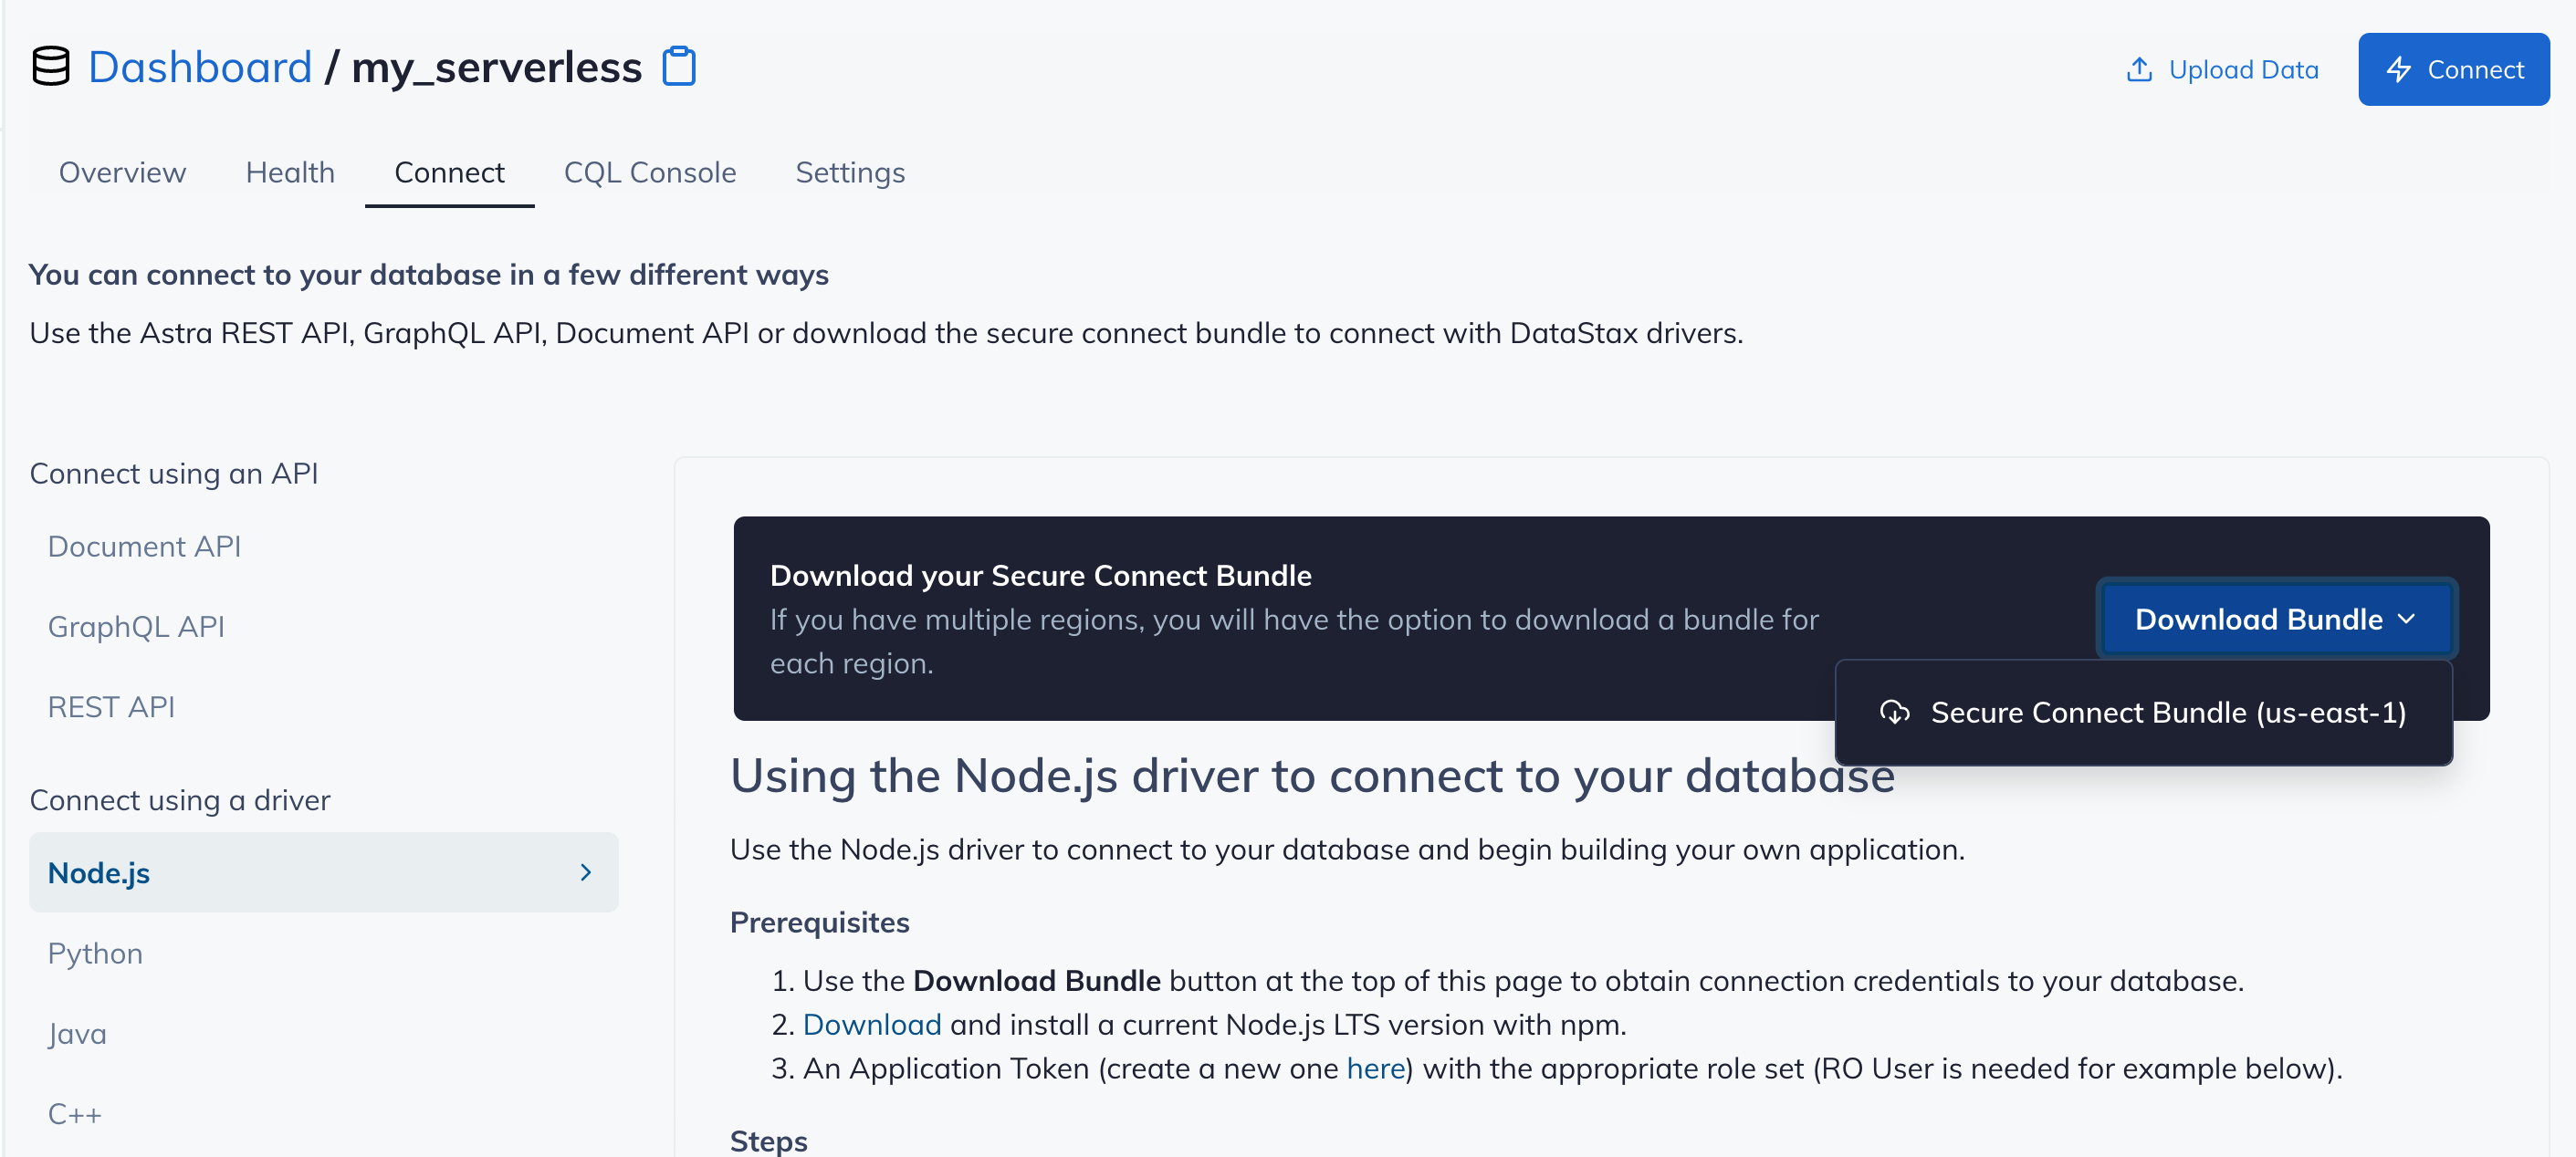 Dashboard / my_serverless
Upload Data
Connect
Overview
Health
Connect
CQL Console
Settings
You can connect to your database in a few different ways
Use the Astra REST API, GraphQL API, Document API or download the secure connect bundle to connect with DataStax drivers.
Connect using an API
Document API
GraphQL API
REST API
Connect using a driver
Node.js
Python
Java
C++
Download your Secure Connect Bundle
If you have multiple regions, you will have the option to download a bundle for
each region.
Download Bundle
Secure Connect Bundle (us-east-1)
Using the Node.js driver to connect to your database
Use the Node.js driver to connect to your database and begin building your own application.
Prerequisites
1. Use the Download Bundle button at the top of this page to obtain connection credentials to your database.
2. Download and install a current Node.js LTS version with npm.
3. An Application Token (create a new one here) with the appropriate role set (RO User is needed for example below).
Steps